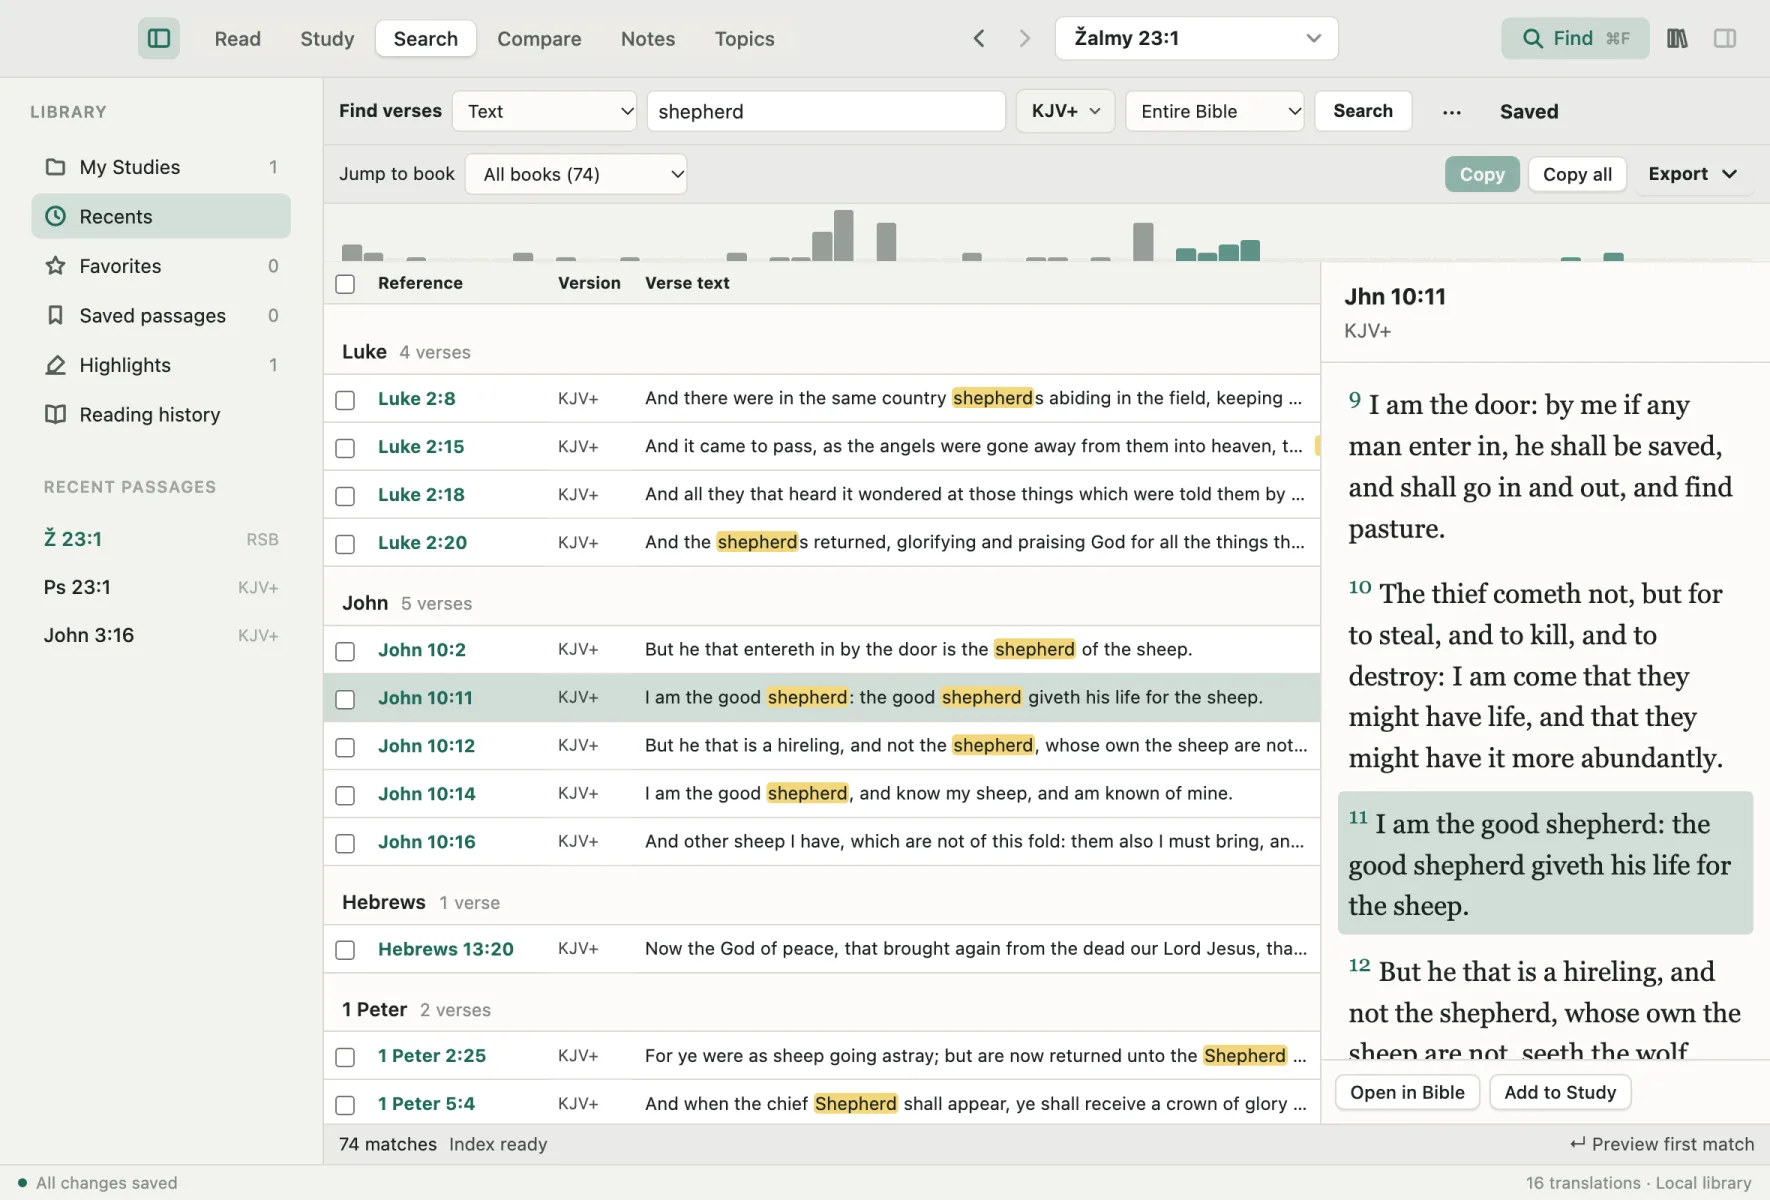 Read
Study
Search
Compare
Notes
Topics
Žalmy 23:1
Find ⌘F
LIBRARY
My Studies 1
Recents
Favorites 0
Saved passages 0
Highlights 1
Reading history
RECENT PASSAGES
Ž 23:1 RSB
Ps 23:1 KJV+
John 3:16 KJV+
Find verses Text shepherd KJV+ Entire Bible Search ... Saved
Jump to book All books (74) Copy Copy all Export
Reference Version Verse text
Luke 4 verses
Luke 2:8 KJV+ And there were in the same country shepherds abiding in the field, keeping ...
Luke 2:15 KJV+ And it came to pass, as the angels were gone away from them into heaven, t...
Luke 2:18 KJV+ And all they that heard it wondered at those things which were told them by ...
Luke 2:20 KJV+ And the shepherds returned, glorifying and praising God for all the things th...
John 5 verses
John 10:2 KJV+ But he that entereth in by the door is the shepherd of the sheep.
John 10:11 KJV+ I am the good shepherd: the good shepherd giveth his life for the sheep.
John 10:12 KJV+ But he that is a hireling, and not the shepherd, whose own the sheep are not...
John 10:14 KJV+ I am the good shepherd, and know my sheep, and am known of mine.
John 10:16 KJV+ And other sheep I have, which are not of this fold: them also I must bring, an...
Hebrews 1 verse
Hebrews 13:20 KJV+ Now the God of peace, that brought again from the dead our Lord Jesus, tha...
1 Peter 2 verses
1 Peter 2:25 KJV+ For ye were as sheep going astray; but are now returned unto the Shepherd ...
1 Peter 5:4 KJV+ And when the chief Shepherd shall appear, ye shall receive a crown of glory ...
Jhn 10:11
KJV+
9 I am the door: by me if any
man enter in, he shall be saved,
and shall go in and out, and find
pasture.
10 The thief cometh not, but for
to steal, and to kill, and to
destroy: I am come that they
might have life, and that they
might have it more abundantly.
11 I am the good shepherd: the
good shepherd giveth his life for
the sheep.
12 But he that is a hireling, and
not the shepherd, whose own the
sheep are not, seeth the wolf
Open in Bible Add to Study
74 matches Index ready
↵ Preview first match
All changes saved
16 translations · Local library